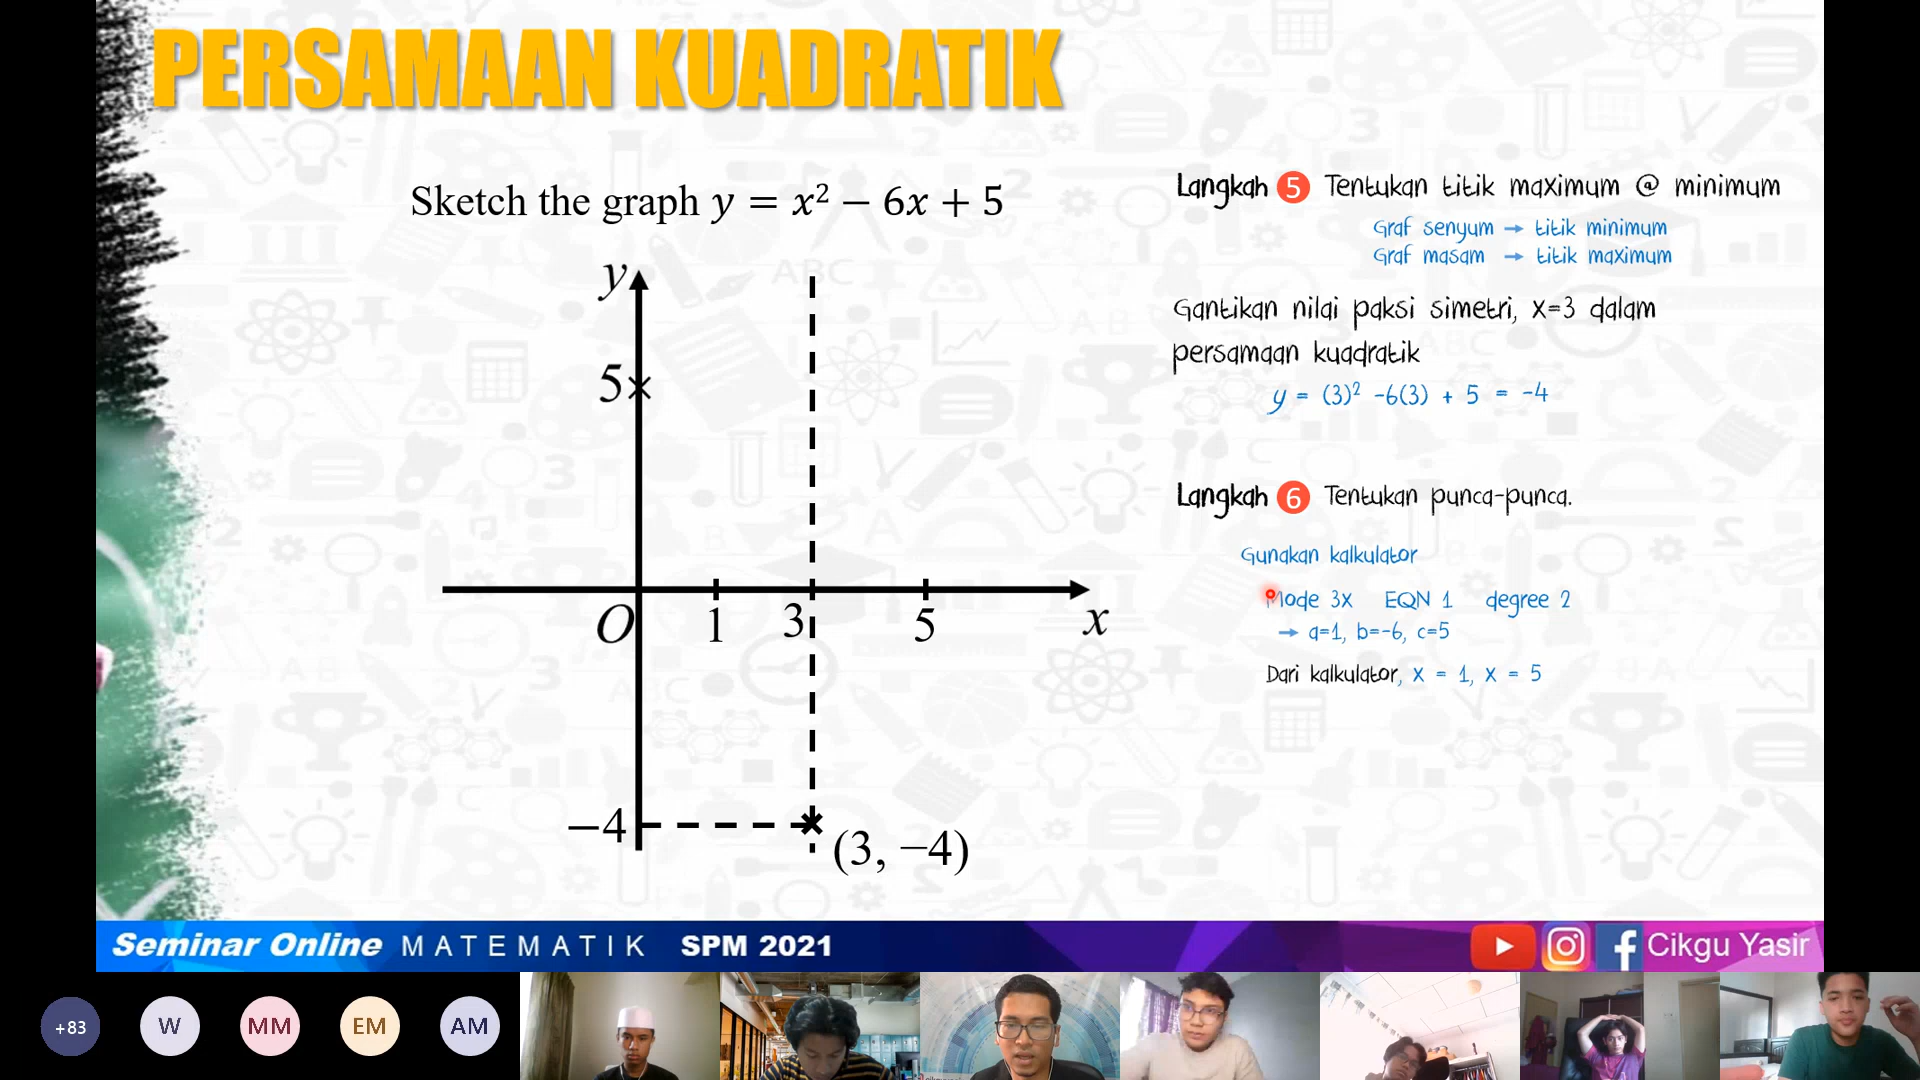 PERSAMAAN KUADRATIK
Sketch the graph y = x² − 6x + 5
y
5
O
1
3
5
x
−4
(3, −4)
Langkah 5 Tentukan titik maximum @ minimum
Graf senyum → titik minimum
Graf masam → titik maximum
Gantikan nilai paksi simetri, x=3 dalam
persamaan kuadratik
y = (3)² -6(3) + 5 = -4
Langkah 6 Tentukan punca-punca.
Gunakan kalkulator
Mode 3x EQN 1 degree 2
→ a=1, b=-6, c=5
Dari kalkulator, x = 1, x = 5
Seminar Online MATEMATIK SPM 2021
Cikgu Yasir
+83
W
MM
EM
AM